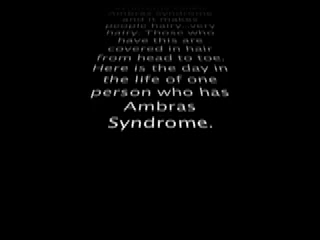 Ambras Syndrome
and it makes
people hairy...very
hairy. Those who
have this are
covered in hair
from head to toe.
Here is the day in
the life of one
person who has
Ambras
Syndrome.